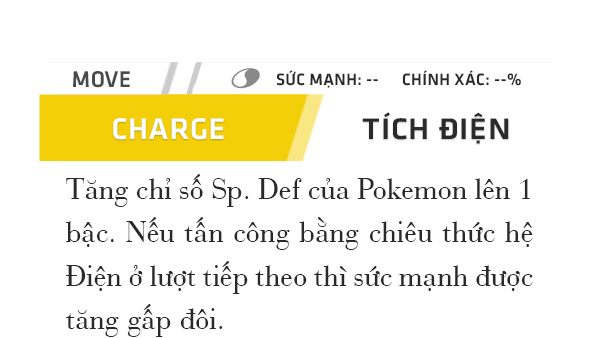 MOVE SỨC MẠNH: -- CHÍNH XÁC: --%
CHARGE TÍCH ĐIỆN
Tăng chỉ số Sp. Def của Pokemon lên 1
bậc. Nếu tấn công bằng chiêu thức hệ
Điện ở lượt tiếp theo thì sức mạnh được
tăng gấp đôi.